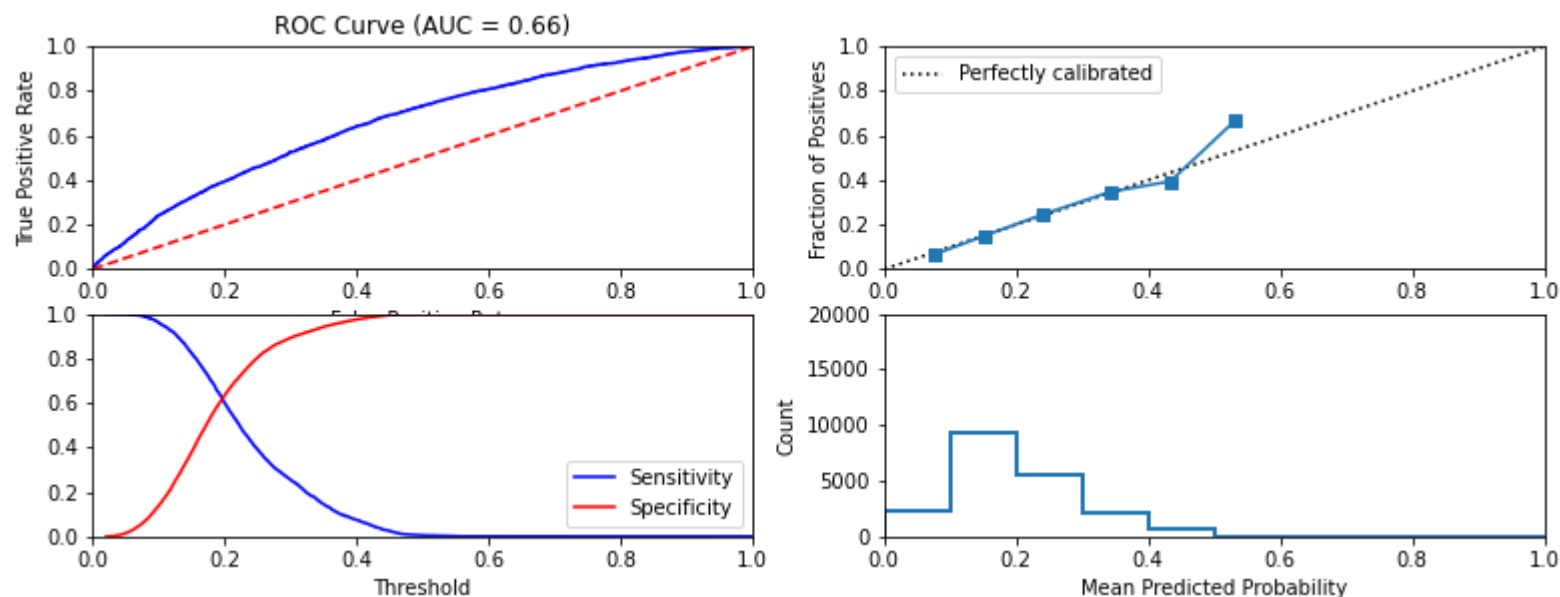 ROC Curve (AUC = 0.66)
True Positive Rate
1.0
0.8
0.6
0.4
0.2
0.0
0.0 0.2 0.4 0.6 0.8 1.0
Fraction of Positives
1.0
0.8
0.6
0.4
0.2
0.0
Perfectly calibrated
0.0 0.2 0.4 0.6 0.8 1.0
1.0
0.8
0.6
0.4
0.2
0.0
Sensitivity
Specificity
0.0 0.2 0.4 0.6 0.8 1.0
Threshold
Count
20000
15000
10000
5000
0
0.0 0.2 0.4 0.6 0.8 1.0
Mean Predicted Probability